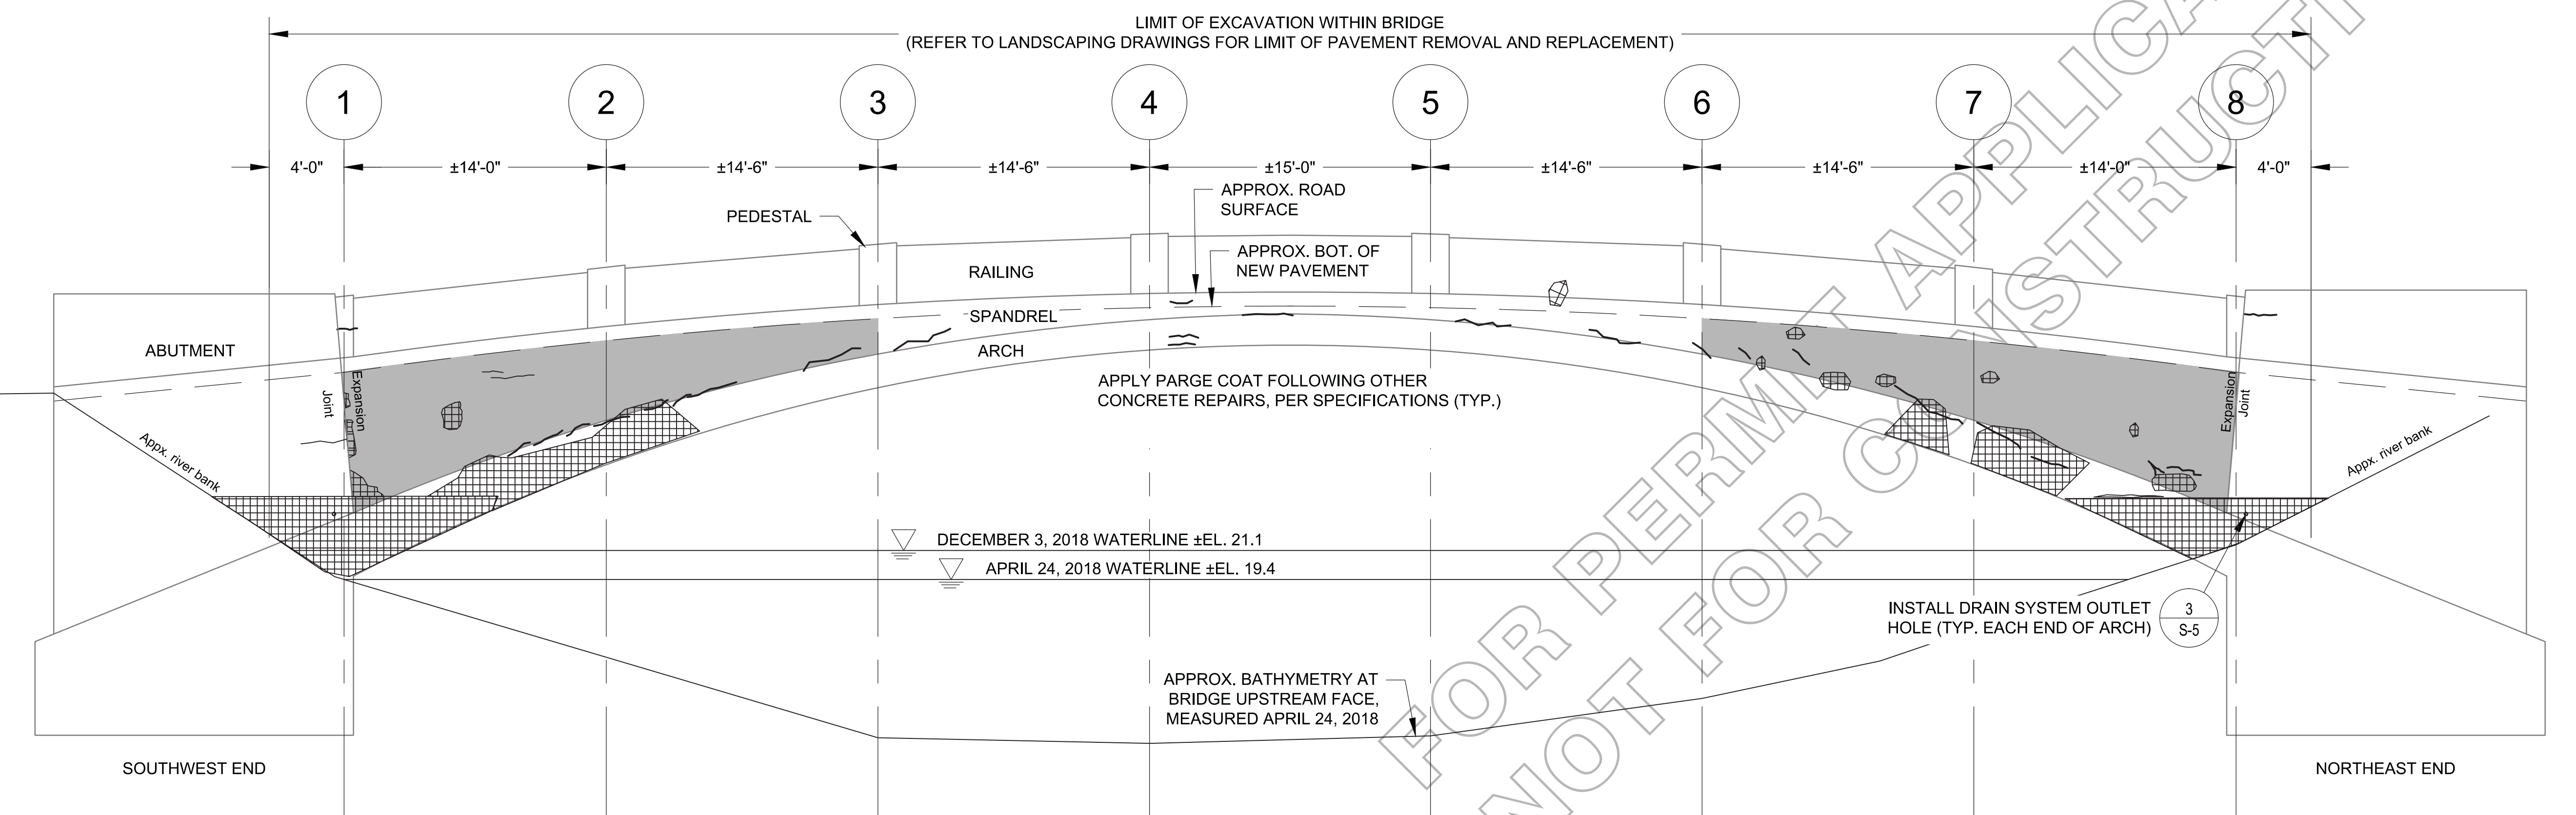 LIMIT OF EXCAVATION WITHIN BRIDGE
(REFER TO LANDSCAPING DRAWINGS FOR LIMIT OF PAVEMENT REMOVAL AND REPLACEMENT)
1 2 3 4 5 6 7 8
4'-0" ±14'-0" ±14'-6" ±14'-6" ±15'-0" ±14'-6" ±14'-6" ±14'-0" 4'-0"
APPROX. ROAD
SURFACE
PEDESTAL
APPROX. BOT. OF
NEW PAVEMENT
RAILING
SPANDREL
ABUTMENT
ARCH
APPLY PARGE COAT FOLLOWING OTHER
CONCRETE REPAIRS, PER SPECIFICATIONS (TYP.)
Expansion
Joint
Expansion
Joint
Appx. river bank
Appx. river bank
DECEMBER 3, 2018 WATERLINE ±EL. 21.1
APRIL 24, 2018 WATERLINE ±EL. 19.4
INSTALL DRAIN SYSTEM OUTLET
HOLE (TYP. EACH END OF ARCH)
3
S-5
APPROX. BATHYMETRY AT
BRIDGE UPSTREAM FACE,
MEASURED APRIL 24, 2018
SOUTHWEST END
NORTHEAST END
FOR PERMIT APPLICA
NOT FOR CONSTRUCTI